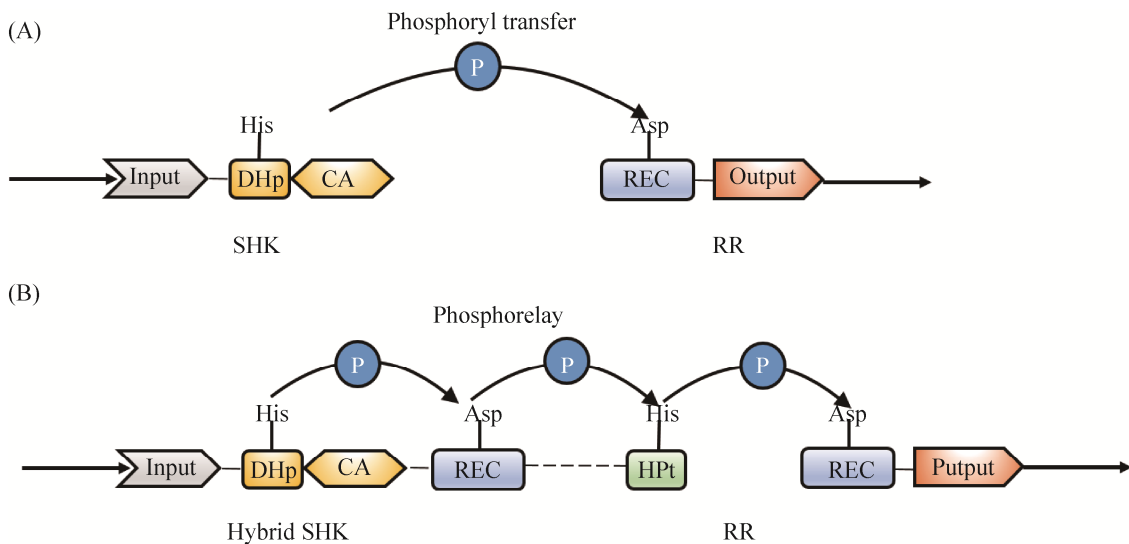 (A)
Phosphoryl transfer
P
His
Asp
Input
DHp
CA
REC
Output
SHK
RR
(B)
Phosphorelay
P
P
P
His
Asp
His
Asp
Input
DHp
CA
REC
HPt
REC
Putput
Hybrid SHK
RR